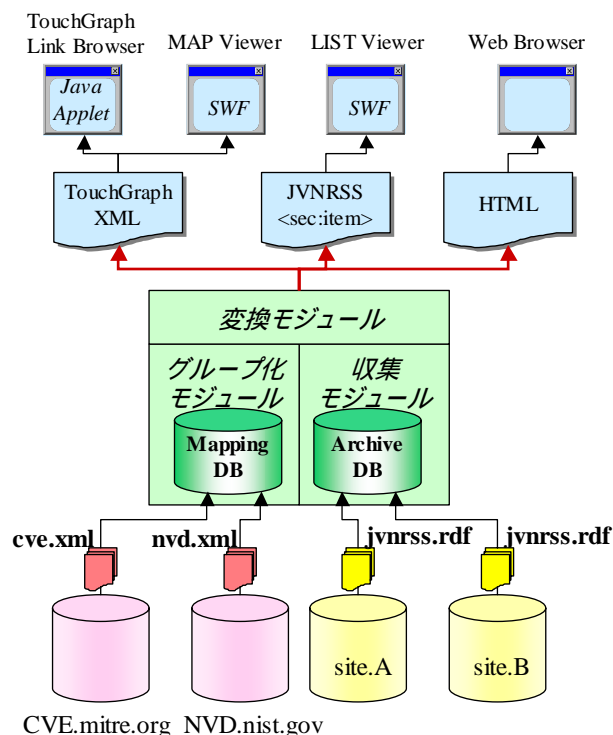 TouchGraph
Link Browser
MAP Viewer
LIST Viewer
Web Browser
Java
Applet
SWF
SWF
TouchGraph
XML
JVNRSS
<sec:item>
HTML
変換モジュール
グループ化
モジュール
収集
モジュール
Mapping
DB
Archive
DB
cve.xml
nvd.xml
jvnrss.rdf
jvnrss.rdf
site.A
site.B
CVE.mitre.org
NVD.nist.gov